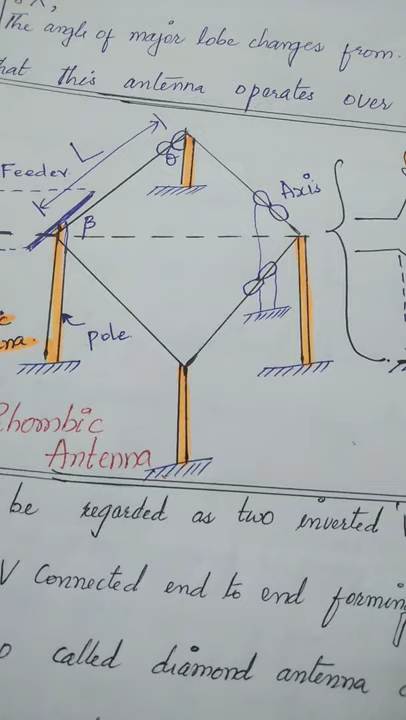 The angle of major lobe changes from
that this antenna operates over
Feeder
L
θ
Axis
β
pole
Rhombic
Antenna
be regarded as two inverted
V Connected end to end forming
called diamond antenna